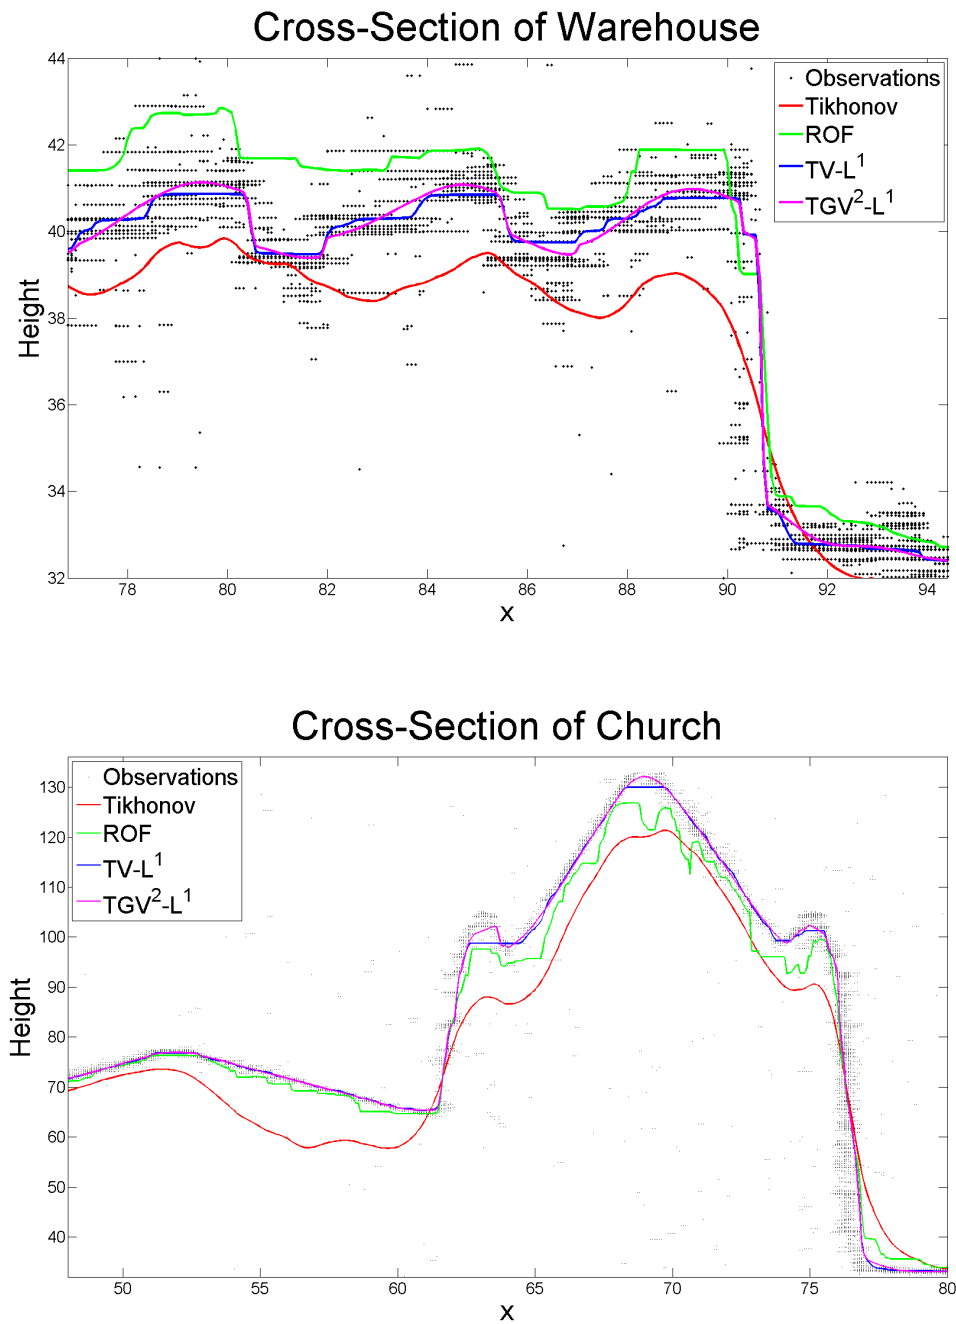 Cross-Section of Warehouse
44
42
40
38
36
33
32
Height
78
80
82
84
86
88
90
92
94
x
Observations
Tikhonov
ROF
TV-L¹
TGV²-L¹
Cross-Section of Church
130
120
110
100
90
80
70
60
50
40
Height
50
55
60
65
70
75
80
x
Observations
Tikhonov
ROF
TV-L¹
TGV²-L¹